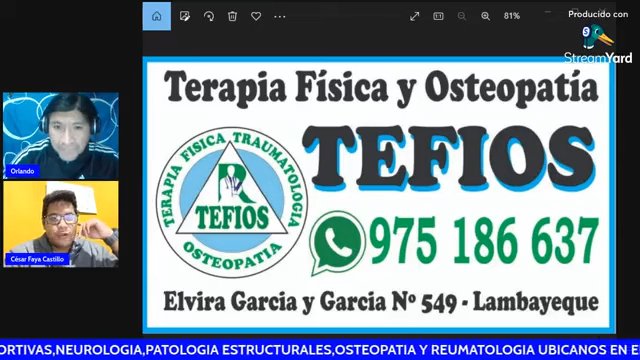 81%
Producido con
StreamYard
Terapia Física y Osteopatía
TEFIOS
TERAPIA FISICA TRAUMATOLOGIA
R
TEFIOS
OSTEOPATIA
975 186 637
Elvira Garcia y Garcia Nº 549 - Lambayeque
Orlando
César Faya Castillo
ORTIVAS,NEUROLOGIA,PATOLOGIA ESTRUCTURALES,OSTEOPATIA Y REUMATOLOGIA UBICANOS EN E